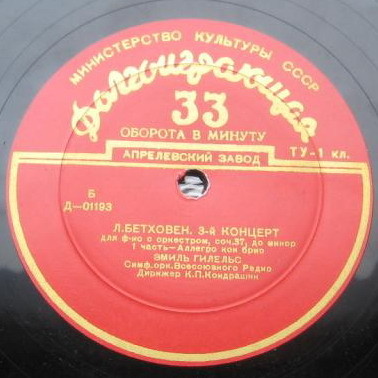 МИНИСТЕРСТВО КУЛЬТУРЫ СССР
Долгоиграющая
33
ОБОРОТА В МИНУТУ
АПРЕЛЕВСКИЙ ЗАВОД
ТУ-1 кл.
Б
Д—01193
Л.БЕТХОВЕН. 3-й КОНЦЕРТ
для ф-но с оркестром, соч.37, до минор
1 часть—Аллегро кон брио
ЭМИЛЬ ГИЛЕЛЬС
Симф.орк.Всесоюзного Радио
Дирижер К.П.Кондрашин